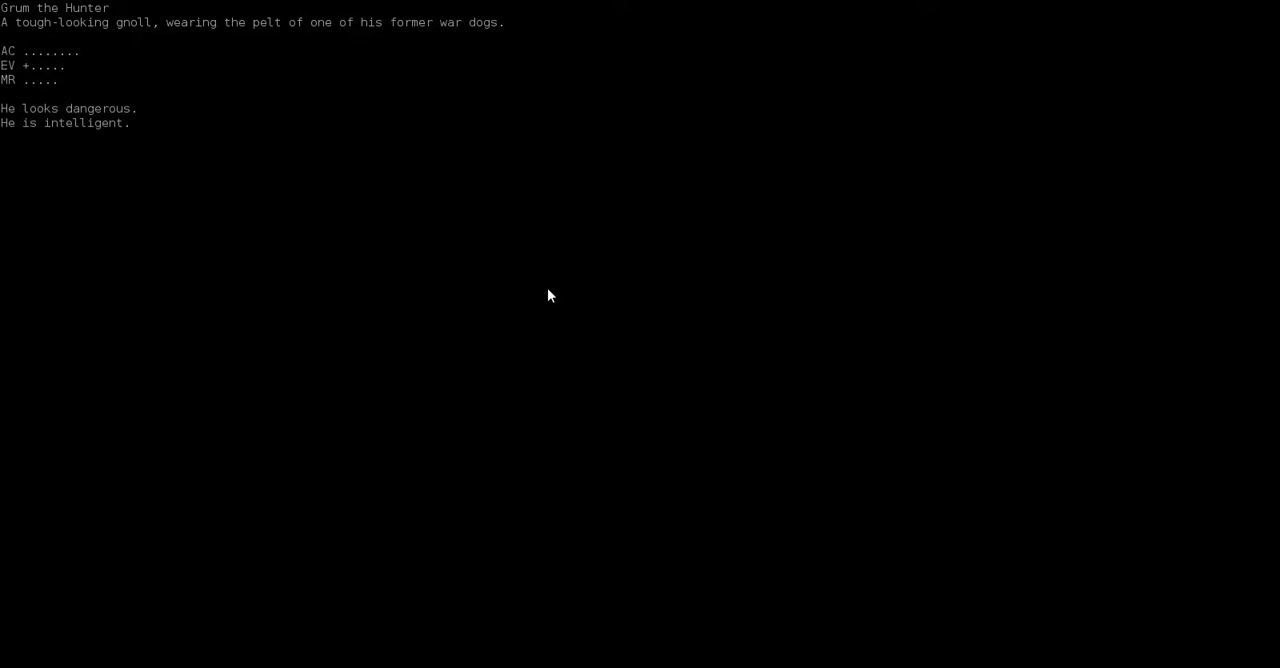 Grum the Hunter
A tough-looking gnoll, wearing the pelt of one of his former war dogs.
AC ........
EV +.....
MR .....
He looks dangerous.
He is intelligent.